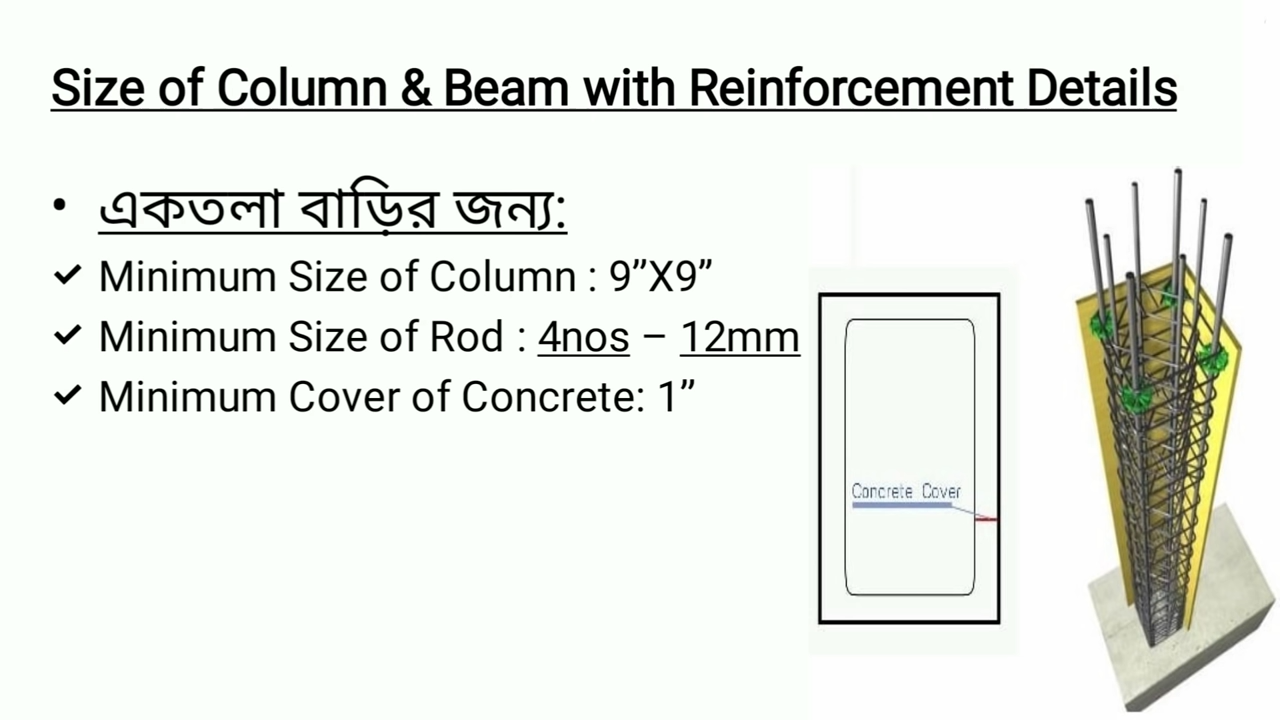 Size of Column & Beam with Reinforcement Details
• একতলা বাড়ির জন্য:
✔ Minimum Size of Column : 9”X9”
✔ Minimum Size of Rod : 4nos – 12mm
✔ Minimum Cover of Concrete: 1”
Concrete Cover